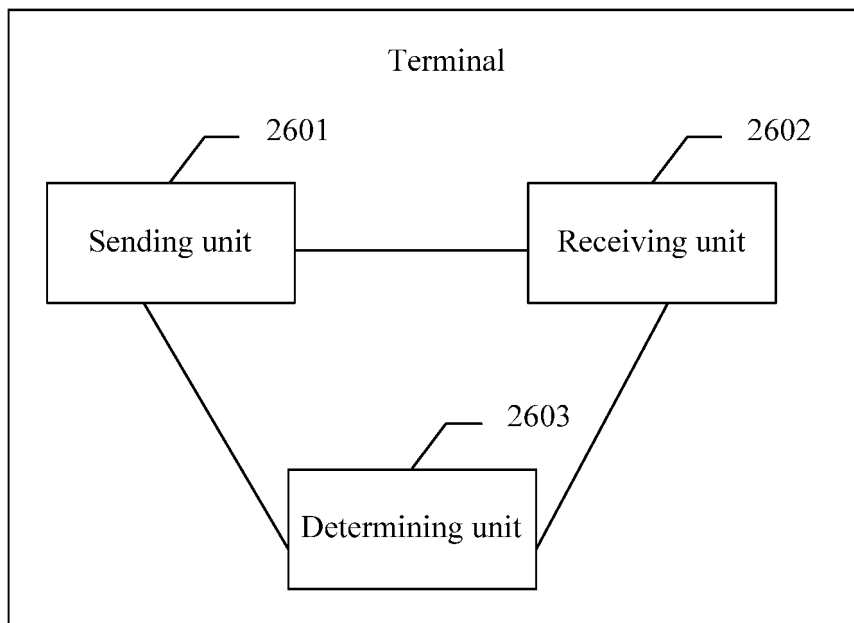 Terminal
2601
2602
Sending unit
Receiving unit
2603
Determining unit